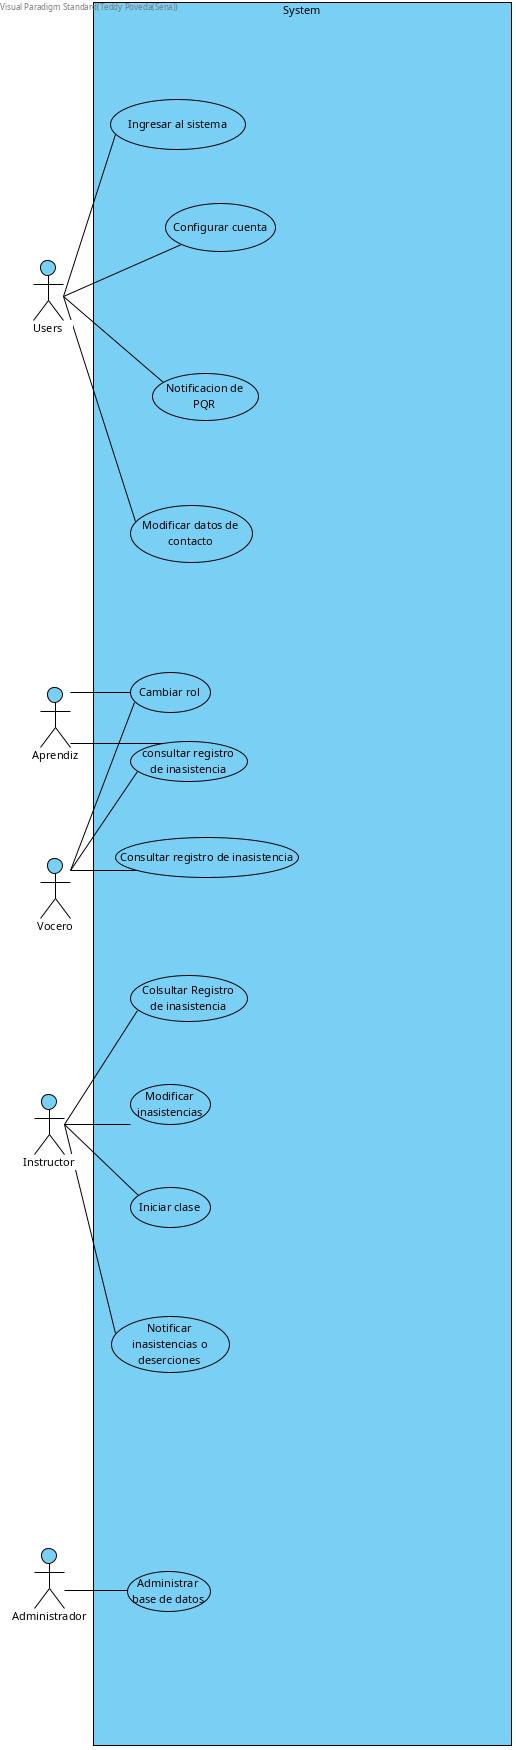 Visual Paradigm Standard(Teddy Poveda(Sena))
System
Ingresar al sistema
Configurar cuenta
Users
Notificacion de
PQR
Modificar datos de
contacto
Cambiar rol
Aprendiz
consultar registro
de inasistencia
Consultar registro de inasistencia
Vocero
Colsultar Registro
de inasistencia
Modificar
inasistencias
Instructor
Iniciar clase
Notificar
inasistencias o
deserciones
Administrar
base de datos
Administrador